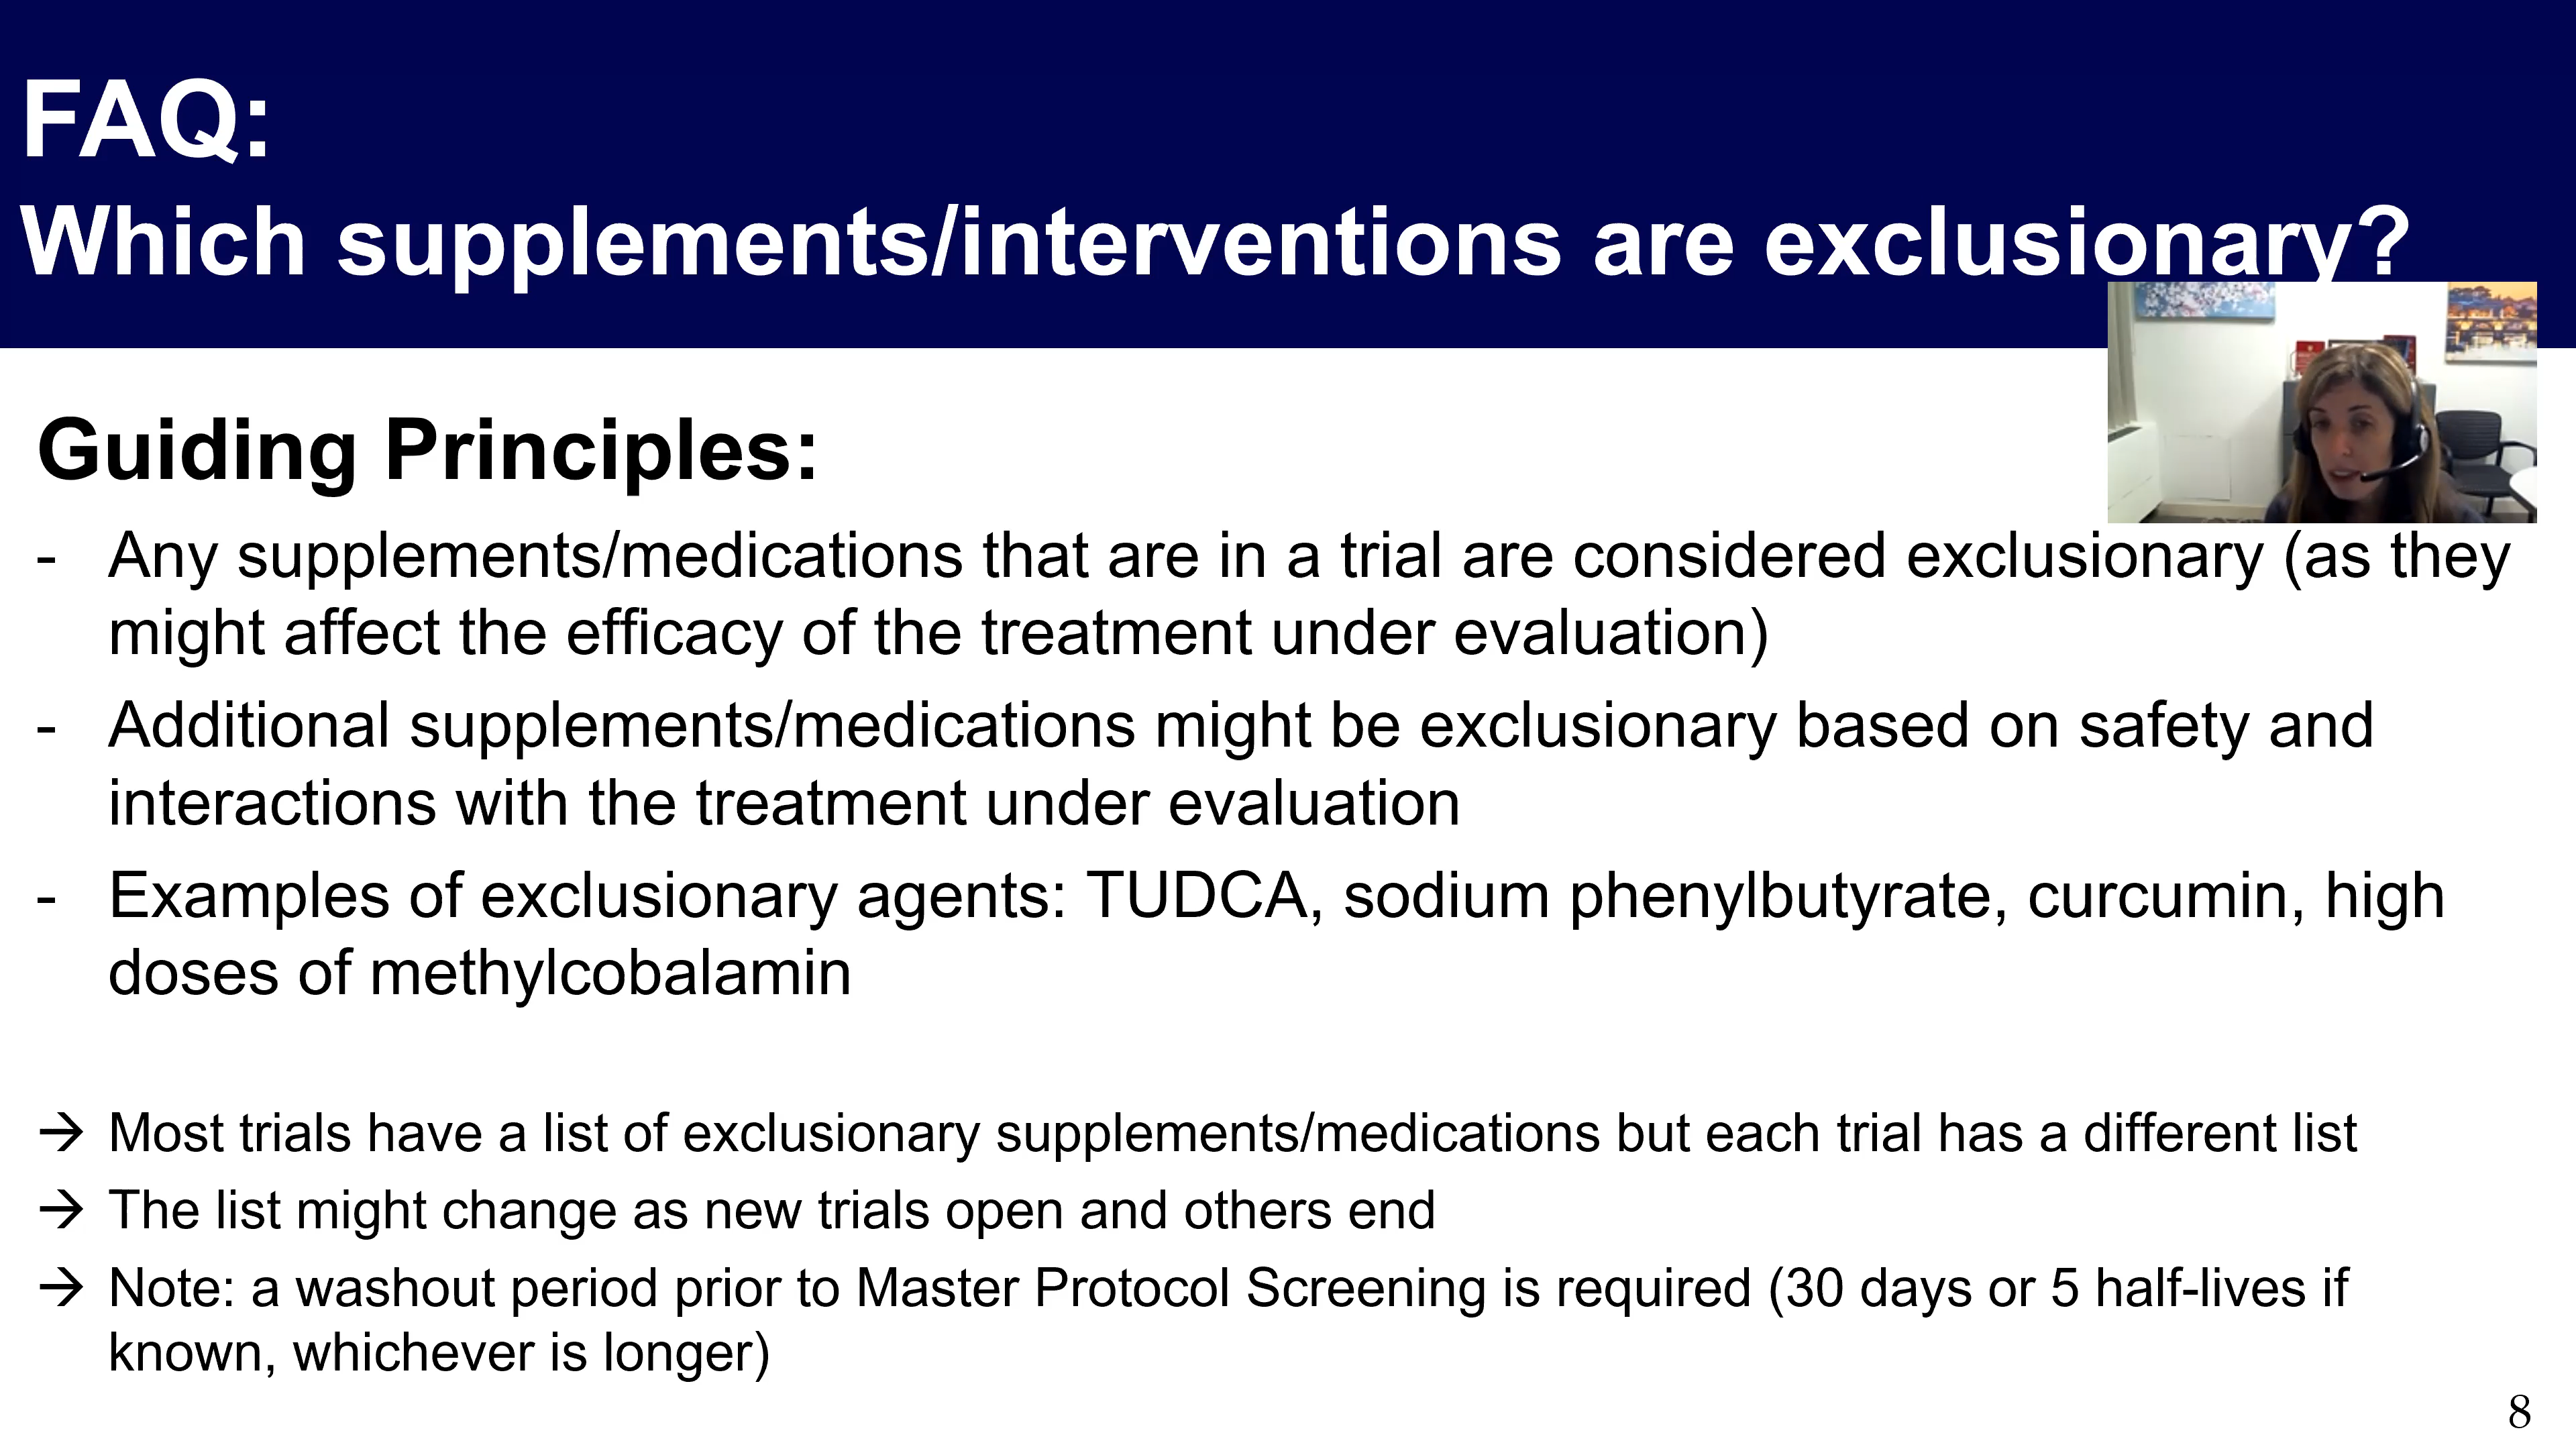 FAQ:
Which supplements/interventions are exclusionary?
Guiding Principles:
- Any supplements/medications that are in a trial are considered exclusionary (as they
might affect the efficacy of the treatment under evaluation)
- Additional supplements/medications might be exclusionary based on safety and
interactions with the treatment under evaluation
- Examples of exclusionary agents: TUDCA, sodium phenylbutyrate, curcumin, high
doses of methylcobalamin
→ Most trials have a list of exclusionary supplements/medications but each trial has a different list
→ The list might change as new trials open and others end
→ Note: a washout period prior to Master Protocol Screening is required (30 days or 5 half-lives if
known, whichever is longer)
8